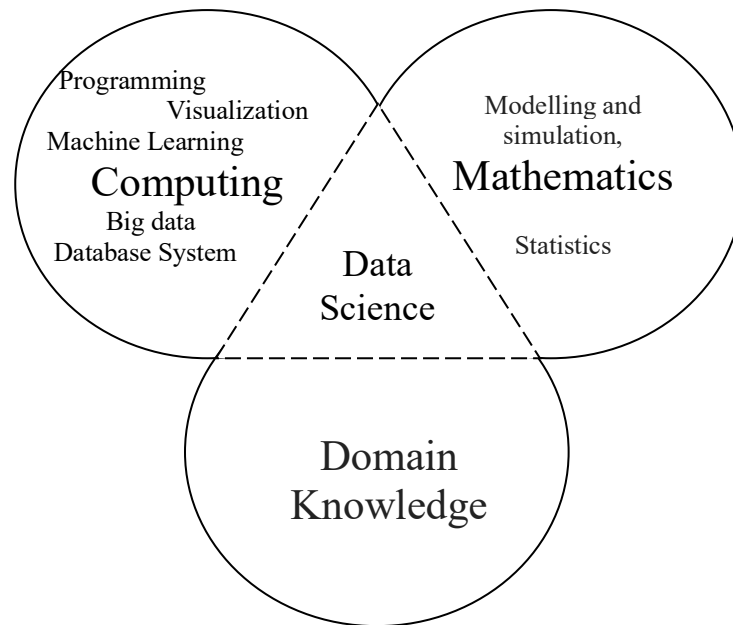 Programming
Visualization
Machine Learning
Computing
Big data
Database System
Modelling and
simulation,
Mathematics
Statistics
Data
Science
Domain
Knowledge